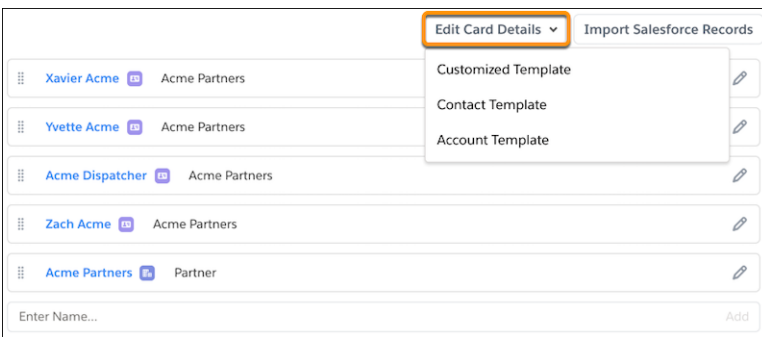 Edit Card Details Import Salesforce Records
Customized Template
Contact Template
Account Template
Xavier Acme Acme Partners
Yvette Acme Acme Partners
Acme Dispatcher Acme Partners
Zach Acme Acme Partners
Acme Partners Partner
Enter Name... Add